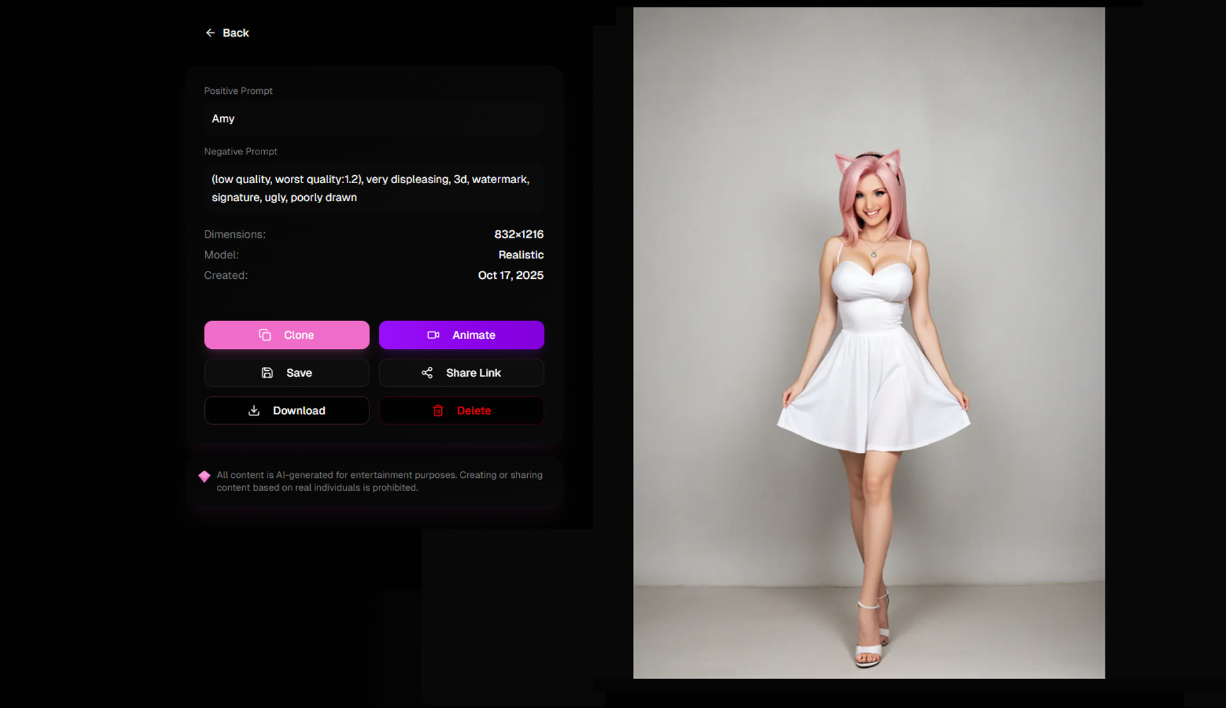 Back
Positive Prompt
Amy
Negative Prompt
(low quality, worst quality:1.2), very displeasing, 3d, watermark,
signature, ugly, poorly drawn
Dimensions: 832×1216
Model: Realistic
Created: Oct 17, 2025
Clone Animate
Save Share Link
Download Delete
All content is AI-generated for entertainment purposes. Creating or sharing
content based on real individuals is prohibited.